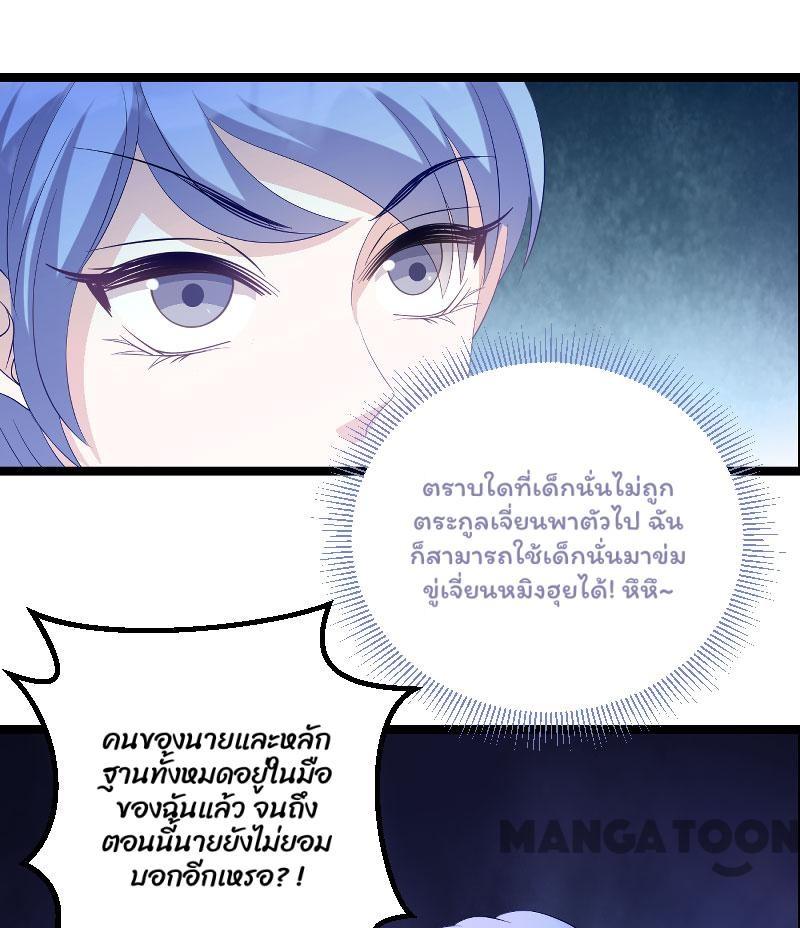 ตราบใดที่เด็กนั่นไม่ถูก
ตระกูลเจี่ยนพาตัวไป ฉัน
ก็สามารถใช้เด็กนั่นมาข่ม
ขู่เจี่ยนหมิงฮุยได้! หึหึ~
คนของนายและหลัก
ฐานทั้งหมดอยู่ในมือ
ของฉันแล้ว จนถึง
ตอนนี้นายยังไม่ยอม
บอกอีกเหรอ?!
MANGATOON